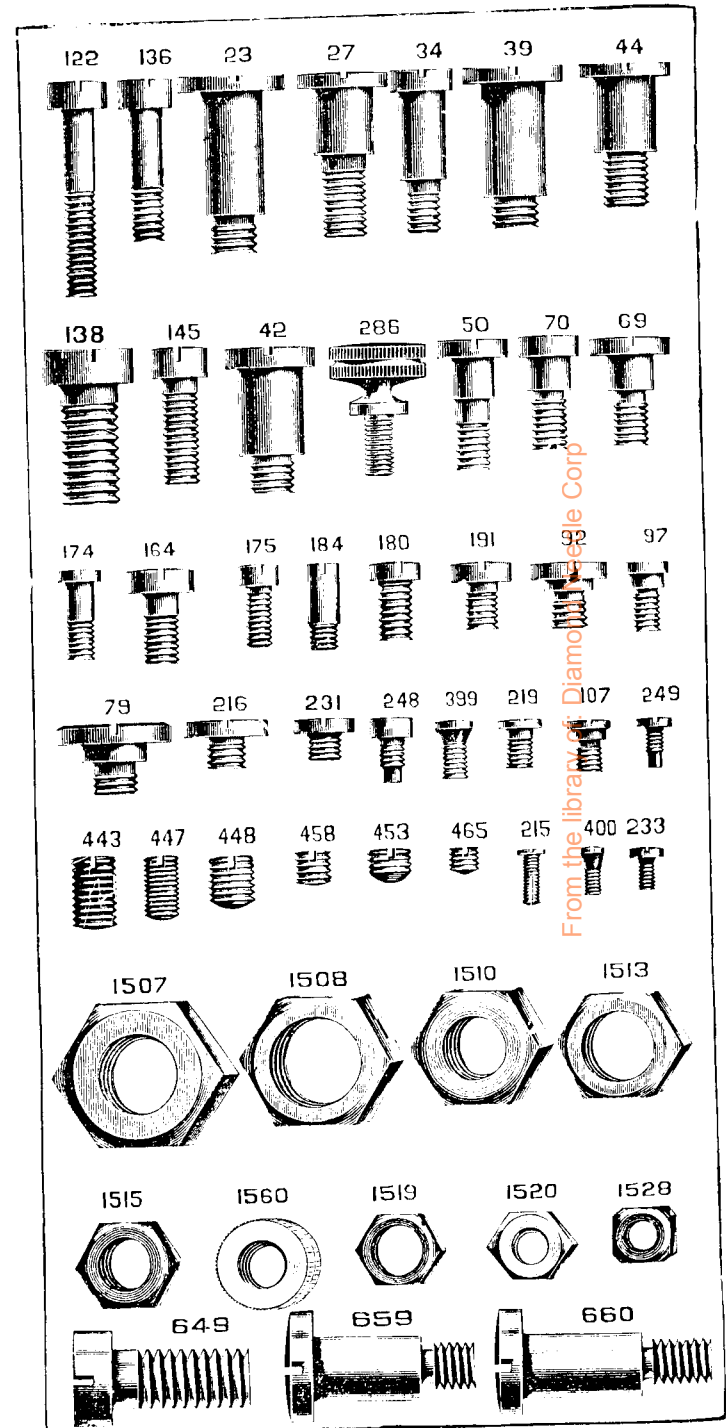 122 136 23 27 34 39 44
138 145 42 286 50 70 69
174 164 175 184 180 191 92 97
79 216 231 248 399 219 107 249
443 447 448 458 453 465 215 400 233
1507 1508 1510 1513
1515 1560 1519 1520 1528
649 659 660
From the library of: Diamond Needle Corp